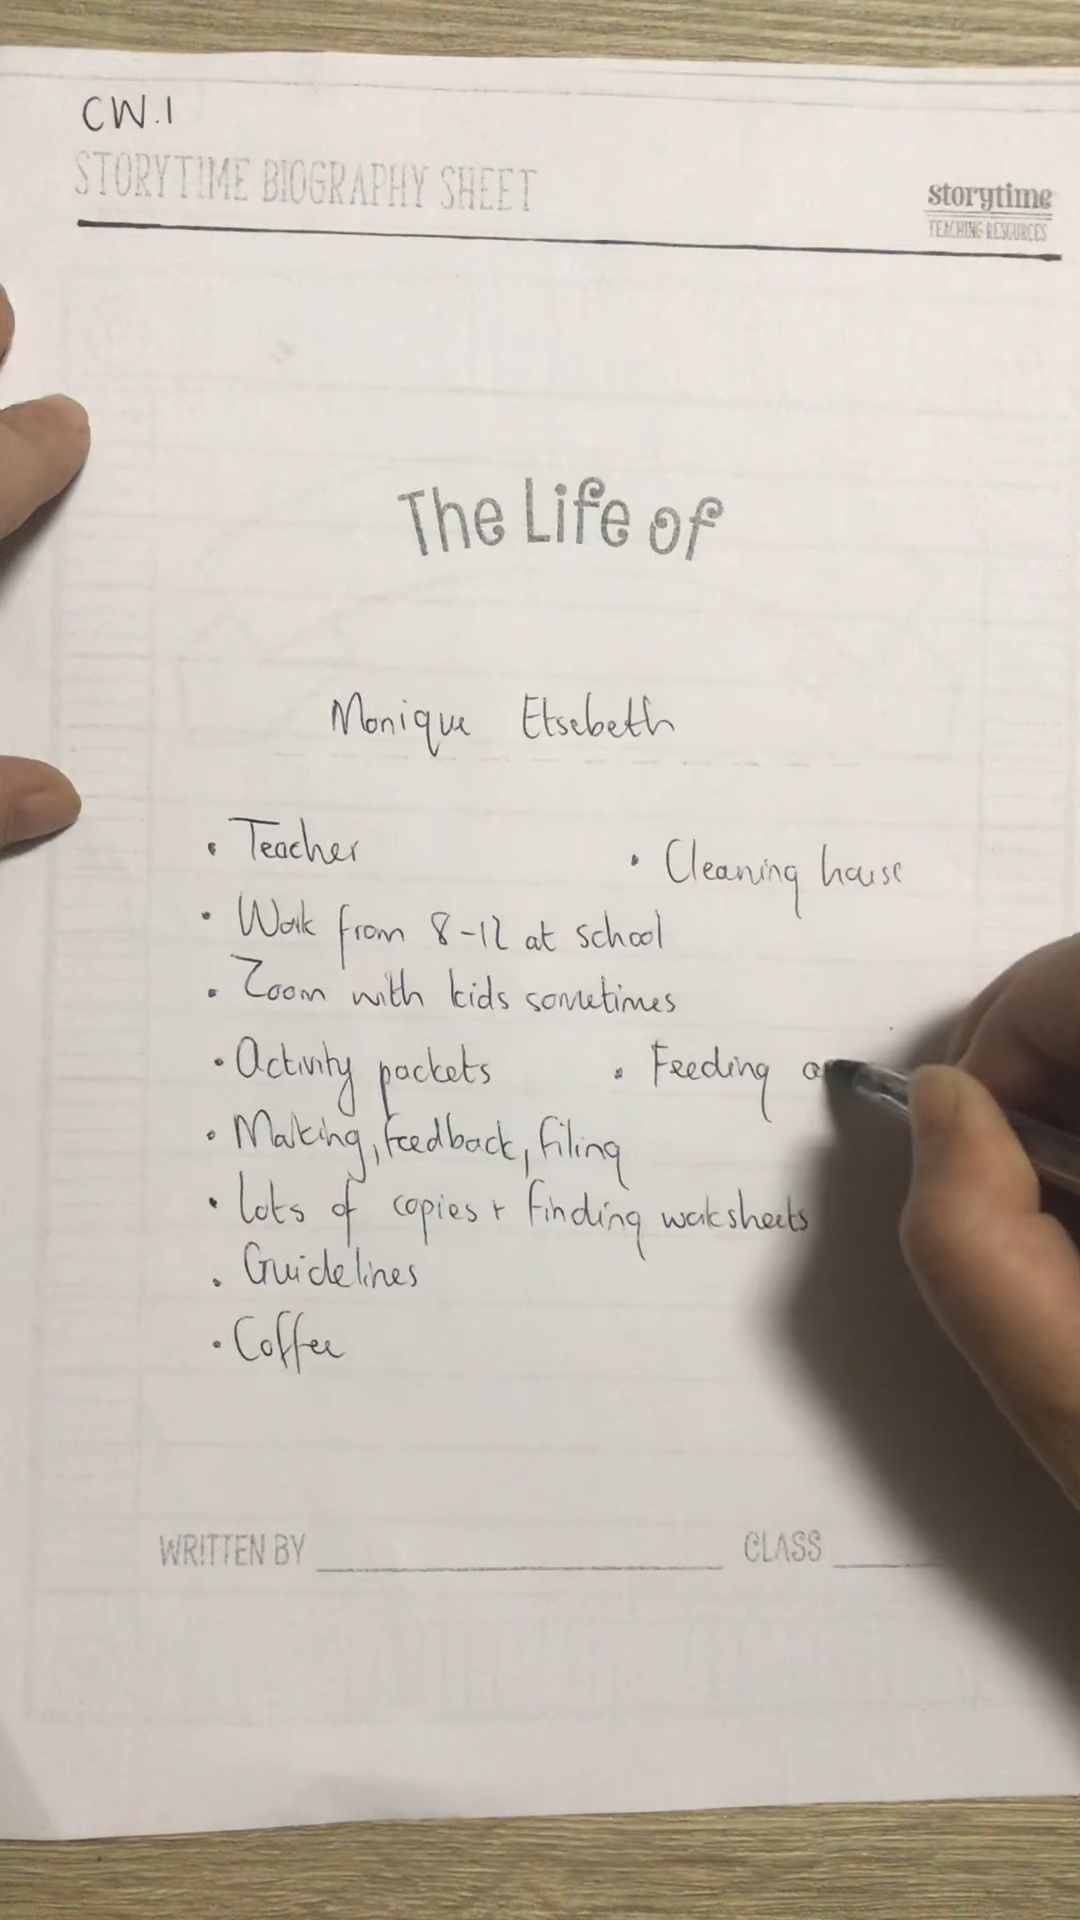 CW.1
STORYTIME BIOGRAPHY SHEET
storytime
TEACHING RESOURCES
The Life of
Monique Etsebeth
• Teacher
• Cleaning house
• Work from 8-12 at school
• Zoom with kids sometimes
• Activity packets
• Feeding
• Making, feedback, filing
• lots of copies + finding worksheets
• Guidelines
• Coffee
WRITTEN BY
CLASS